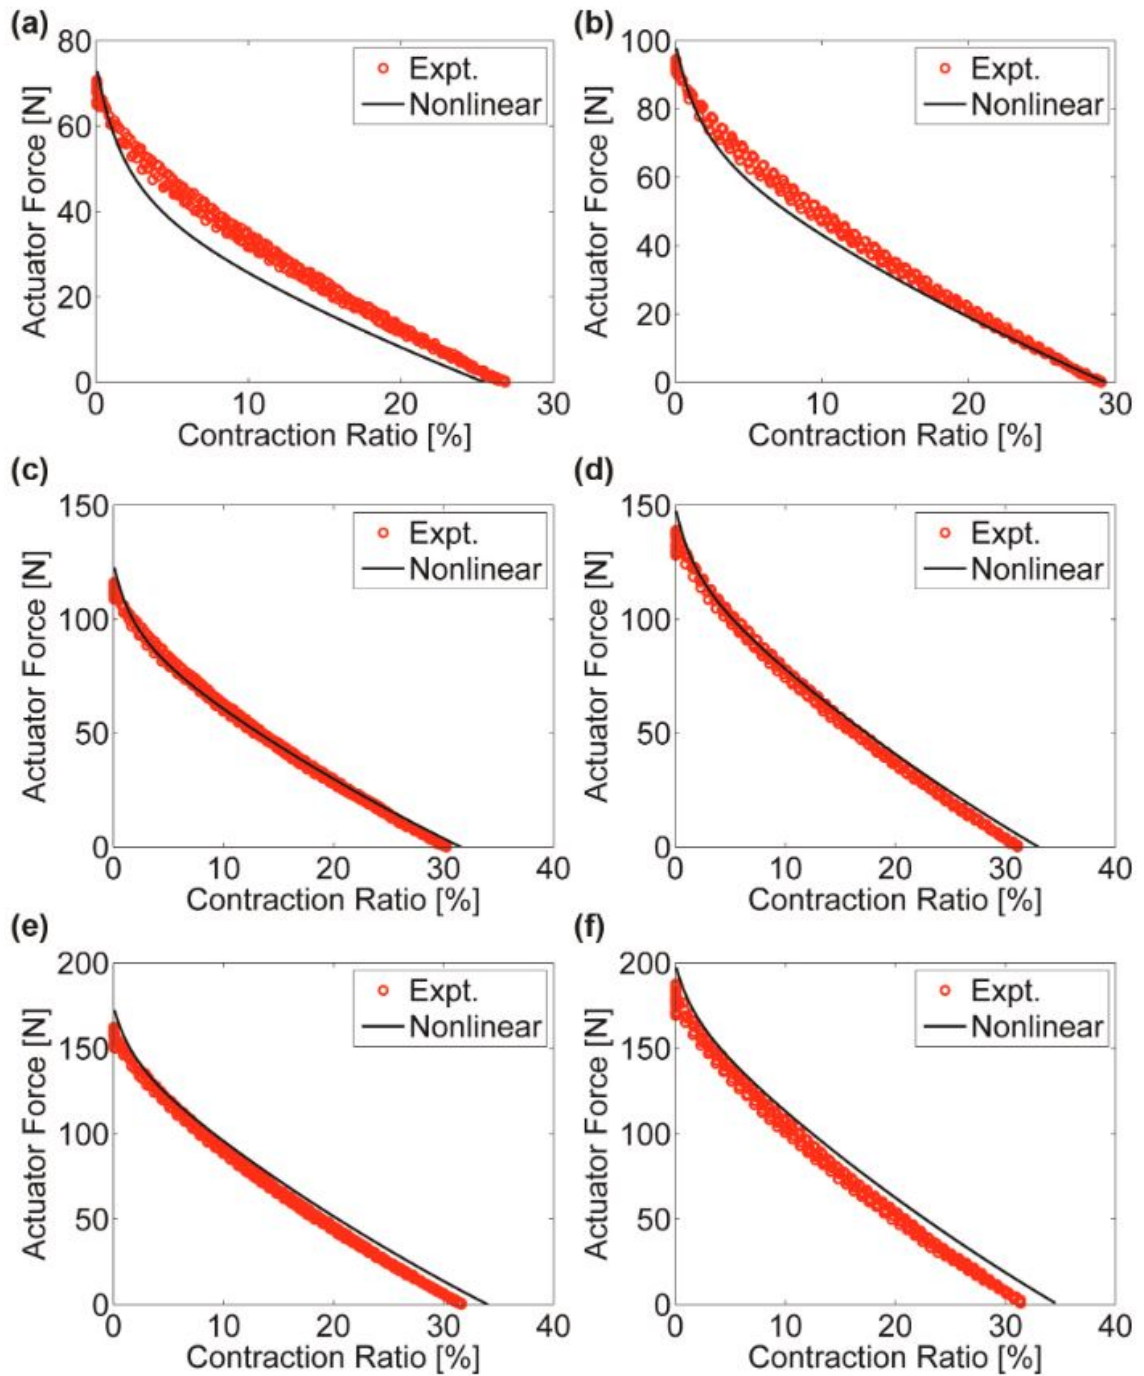 (a)
80
60
40
20
0
Actuator Force [N]
Expt.
Nonlinear
0 10 20 30
Contraction Ratio [%]
(b)
100
80
60
40
20
0
Actuator Force [N]
Expt.
Nonlinear
0 10 20 30
Contraction Ratio [%]
(c)
150
100
50
0
Actuator Force [N]
Expt.
Nonlinear
0 10 20 30 40
Contraction Ratio [%]
(d)
150
100
50
0
Actuator Force [N]
Expt.
Nonlinear
0 10 20 30 40
Contraction Ratio [%]
(e)
200
150
100
50
0
Actuator Force [N]
Expt.
Nonlinear
0 10 20 30 40
Contraction Ratio [%]
(f)
200
150
100
50
0
Actuator Force [N]
Expt.
Nonlinear
0 10 20 30 40
Contraction Ratio [%]